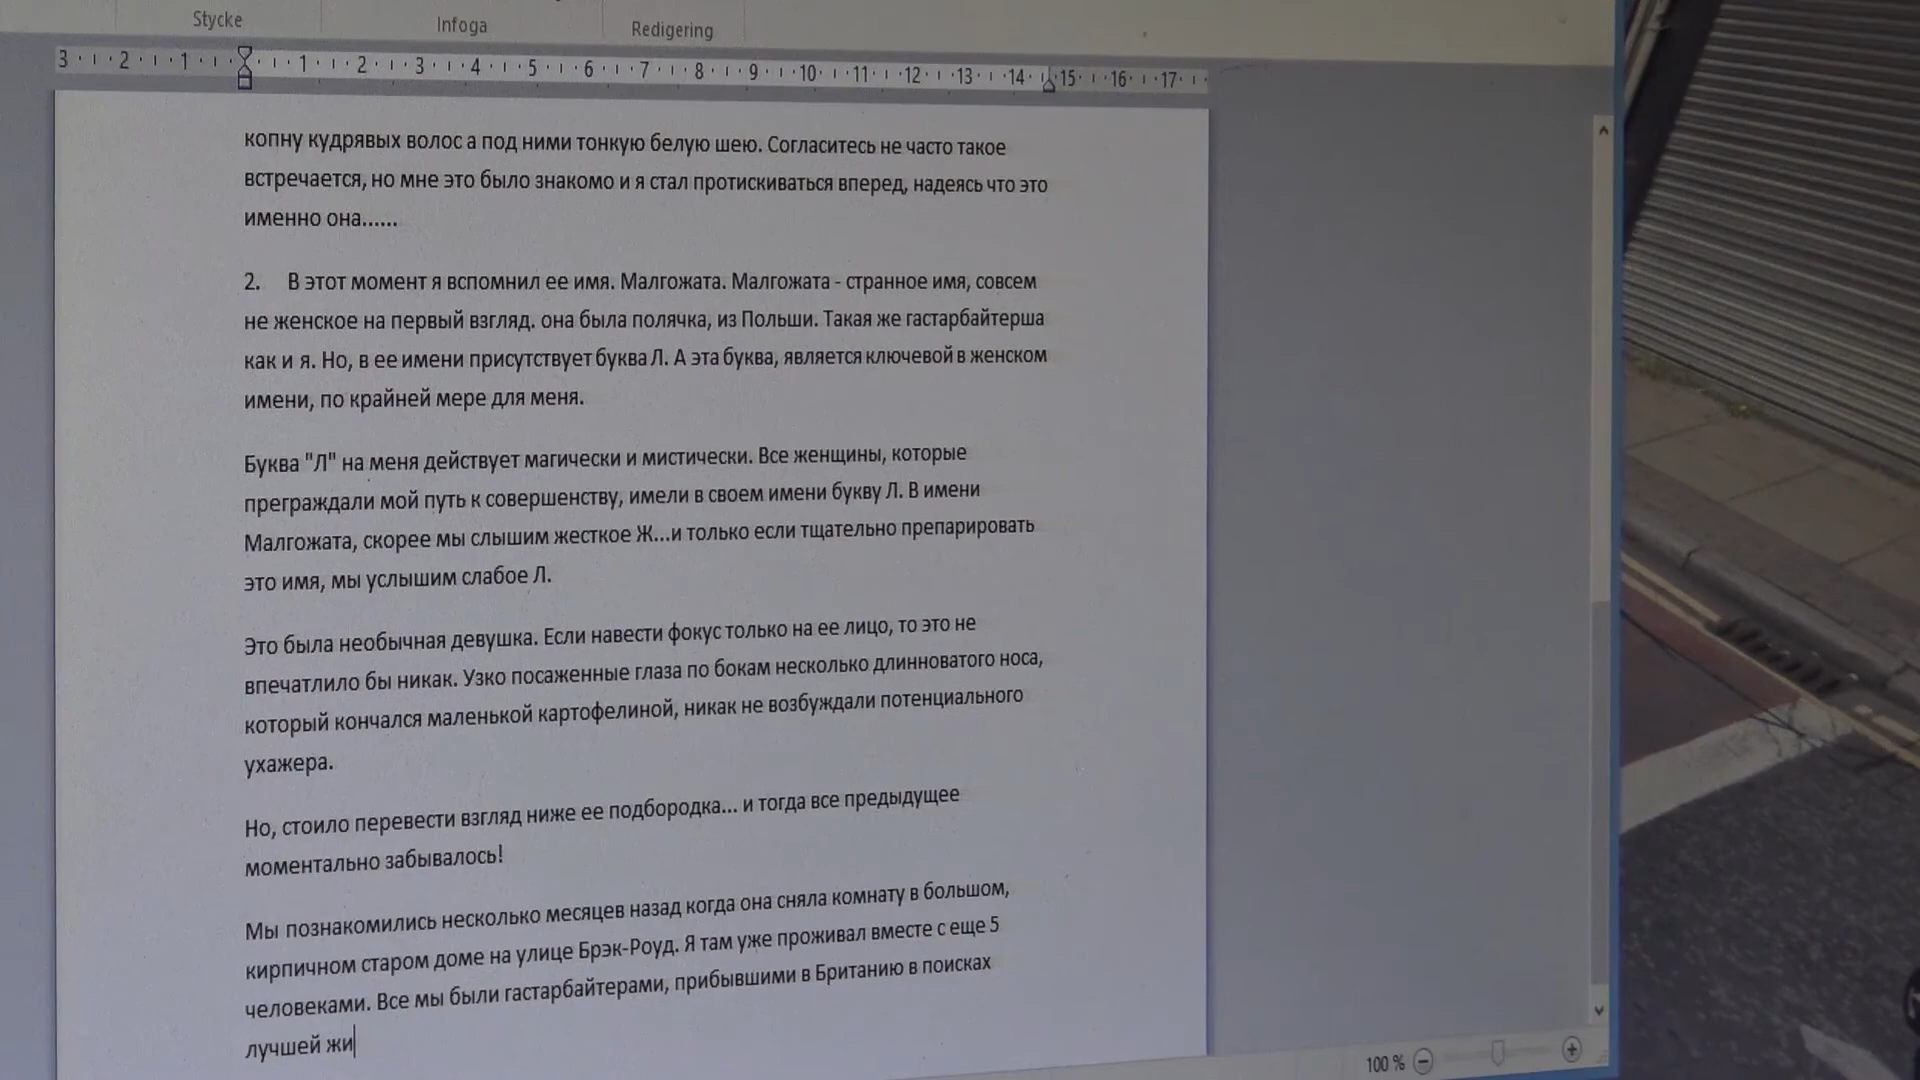 Stycke
Infoga
Redigering
3 2 1 1 2 3 4 5 6 7 8 9 10 11 12 13 14 15 16 17
копну кудрявых волос а под ними тонкую белую шею. Согласитесь не часто такое
встречается, но мне это было знакомо и я стал протискиваться вперед, надеясь что это
именно она......
2. В этот момент я вспомнил ее имя. Малгожата. Малгожата - странное имя, совсем
не женское на первый взгляд. она была полячка, из Польши. Такая же гастарбайтерша
как и я. Но, в ее имени присутствует буква Л. А эта буква, является ключевой в женском
имени, по крайней мере для меня.
Буква "Л" на меня действует магически и мистически. Все женщины, которые
преграждали мой путь к совершенству, имели в своем имени букву Л. В имени
Малгожата, скорее мы слышим жесткое Ж...и только если тщательно препарировать
это имя, мы услышим слабое Л.
Это была необычная девушка. Если навести фокус только на ее лицо, то это не
впечатлило бы никак. Узко посаженные глаза по бокам несколько длинноватого носа,
который кончался маленькой картофелиной, никак не возбуждали потенциального
ухажера.
Но, стоило перевести взгляд ниже ее подбородка... и тогда все предыдущее
моментально забывалось!
Мы познакомились несколько месяцев назад когда она сняла комнату в большом,
кирпичном старом доме на улице Брэк-Роуд. Я там уже проживал вместе с еще 5
человеками. Все мы были гастарбайтерами, прибывшими в Британию в поисках
лучшей жи
100 %